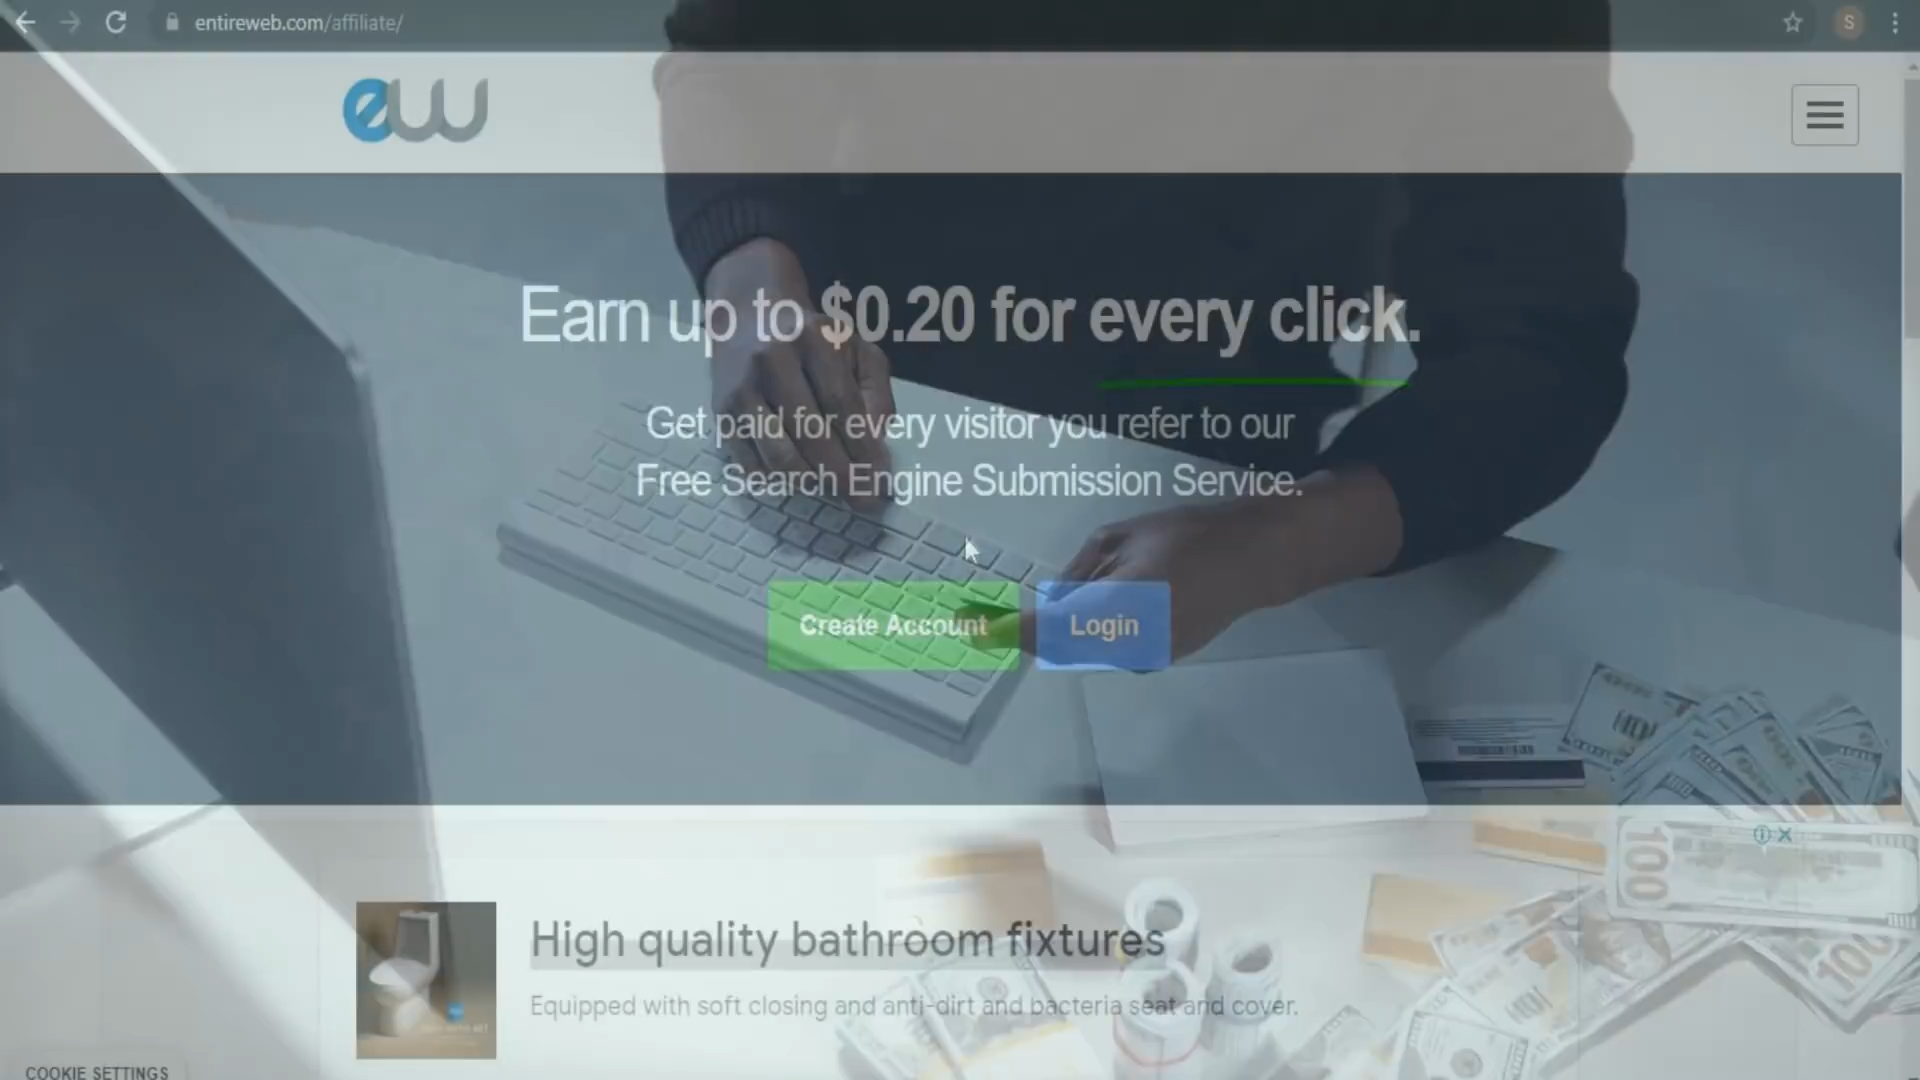 entireweb.com/affiliate/
S
ew
Earn up to $0.20 for every click.
Get paid for every visitor you refer to our
Free Search Engine Submission Service.
Create Account
Login
100
100
High quality bathroom fixtures
Equipped with soft closing and anti-dirt and bacteria seat and cover.
COOKIE SETTINGS